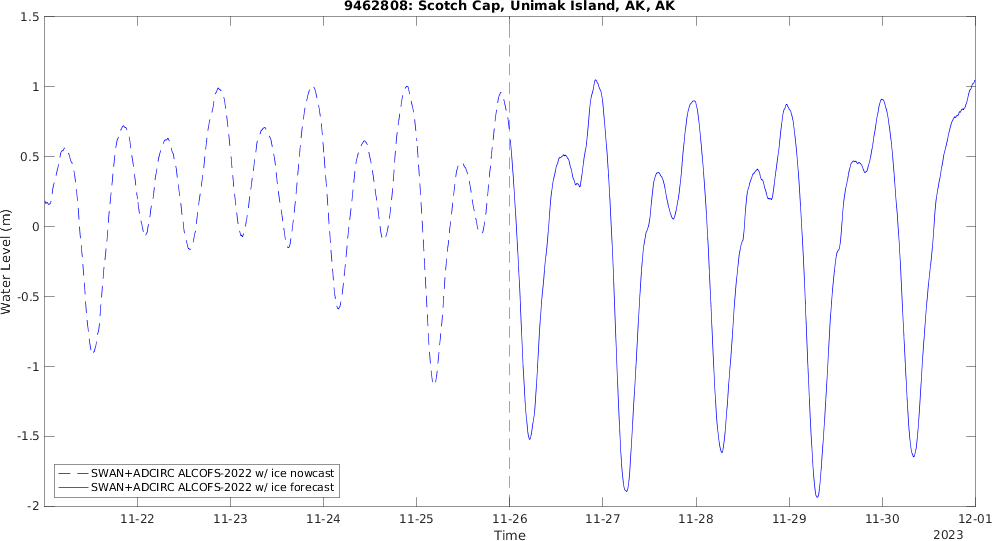 9462808: Scotch Cap, Unimak Island, AK, AK
1.5
1
0.5
0
-0.5
-1
-1.5
-2
Water Level (m)
SWAN+ADCIRC ALCOFS-2022 w/ ice nowcast
SWAN+ADCIRC ALCOFS-2022 w/ ice forecast
11-22 11-23 11-24 11-25 11-26 11-27 11-28 11-29 11-30 12-01
Time
2023